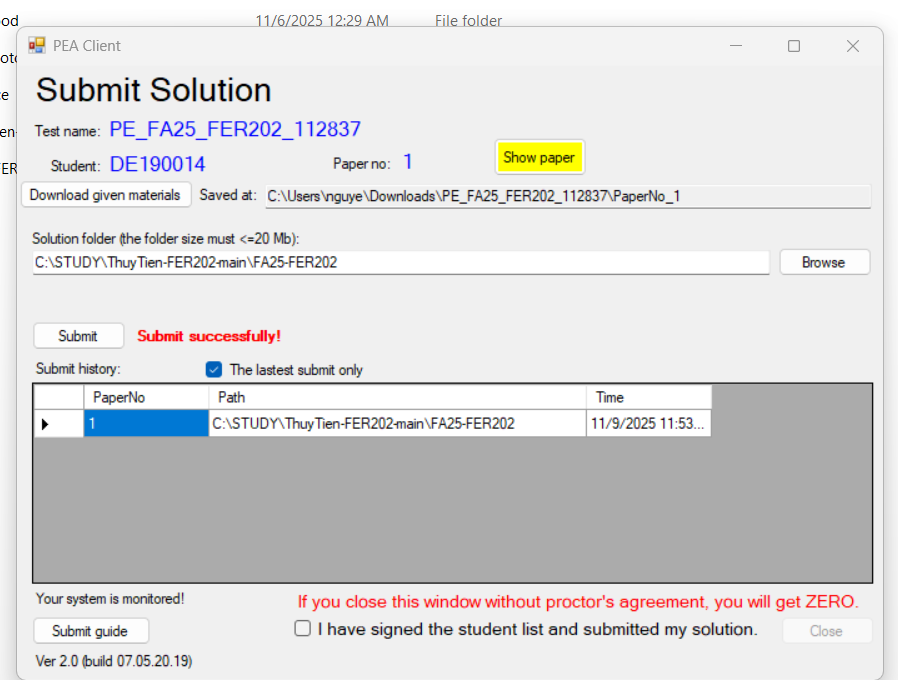 ood 11/6/2025 12:29 AM File folder
PEA Client
Submit Solution
Test name: PE_FA25_FER202_112837
Student: DE190014 Paper no: 1 Show paper
Download given materials Saved at: C:\Users\nguye\Downloads\PE_FA25_FER202_112837\PaperNo_1
Solution folder (the folder size must <=20 Mb):
C:\STUDY\ThuyTien-FER202-main\FA25-FER202 Browse
Submit Submit successfully!
Submit history: The lastest submit only
PaperNo Path Time
1 C:\STUDY\ThuyTien-FER202-main\FA25-FER202 11/9/2025 11:53...
Your system is monitored! If you close this window without proctor's agreement, you will get ZERO.
Submit guide I have signed the student list and submitted my solution. Close
Ver 2.0 (build 07.05.20.19)